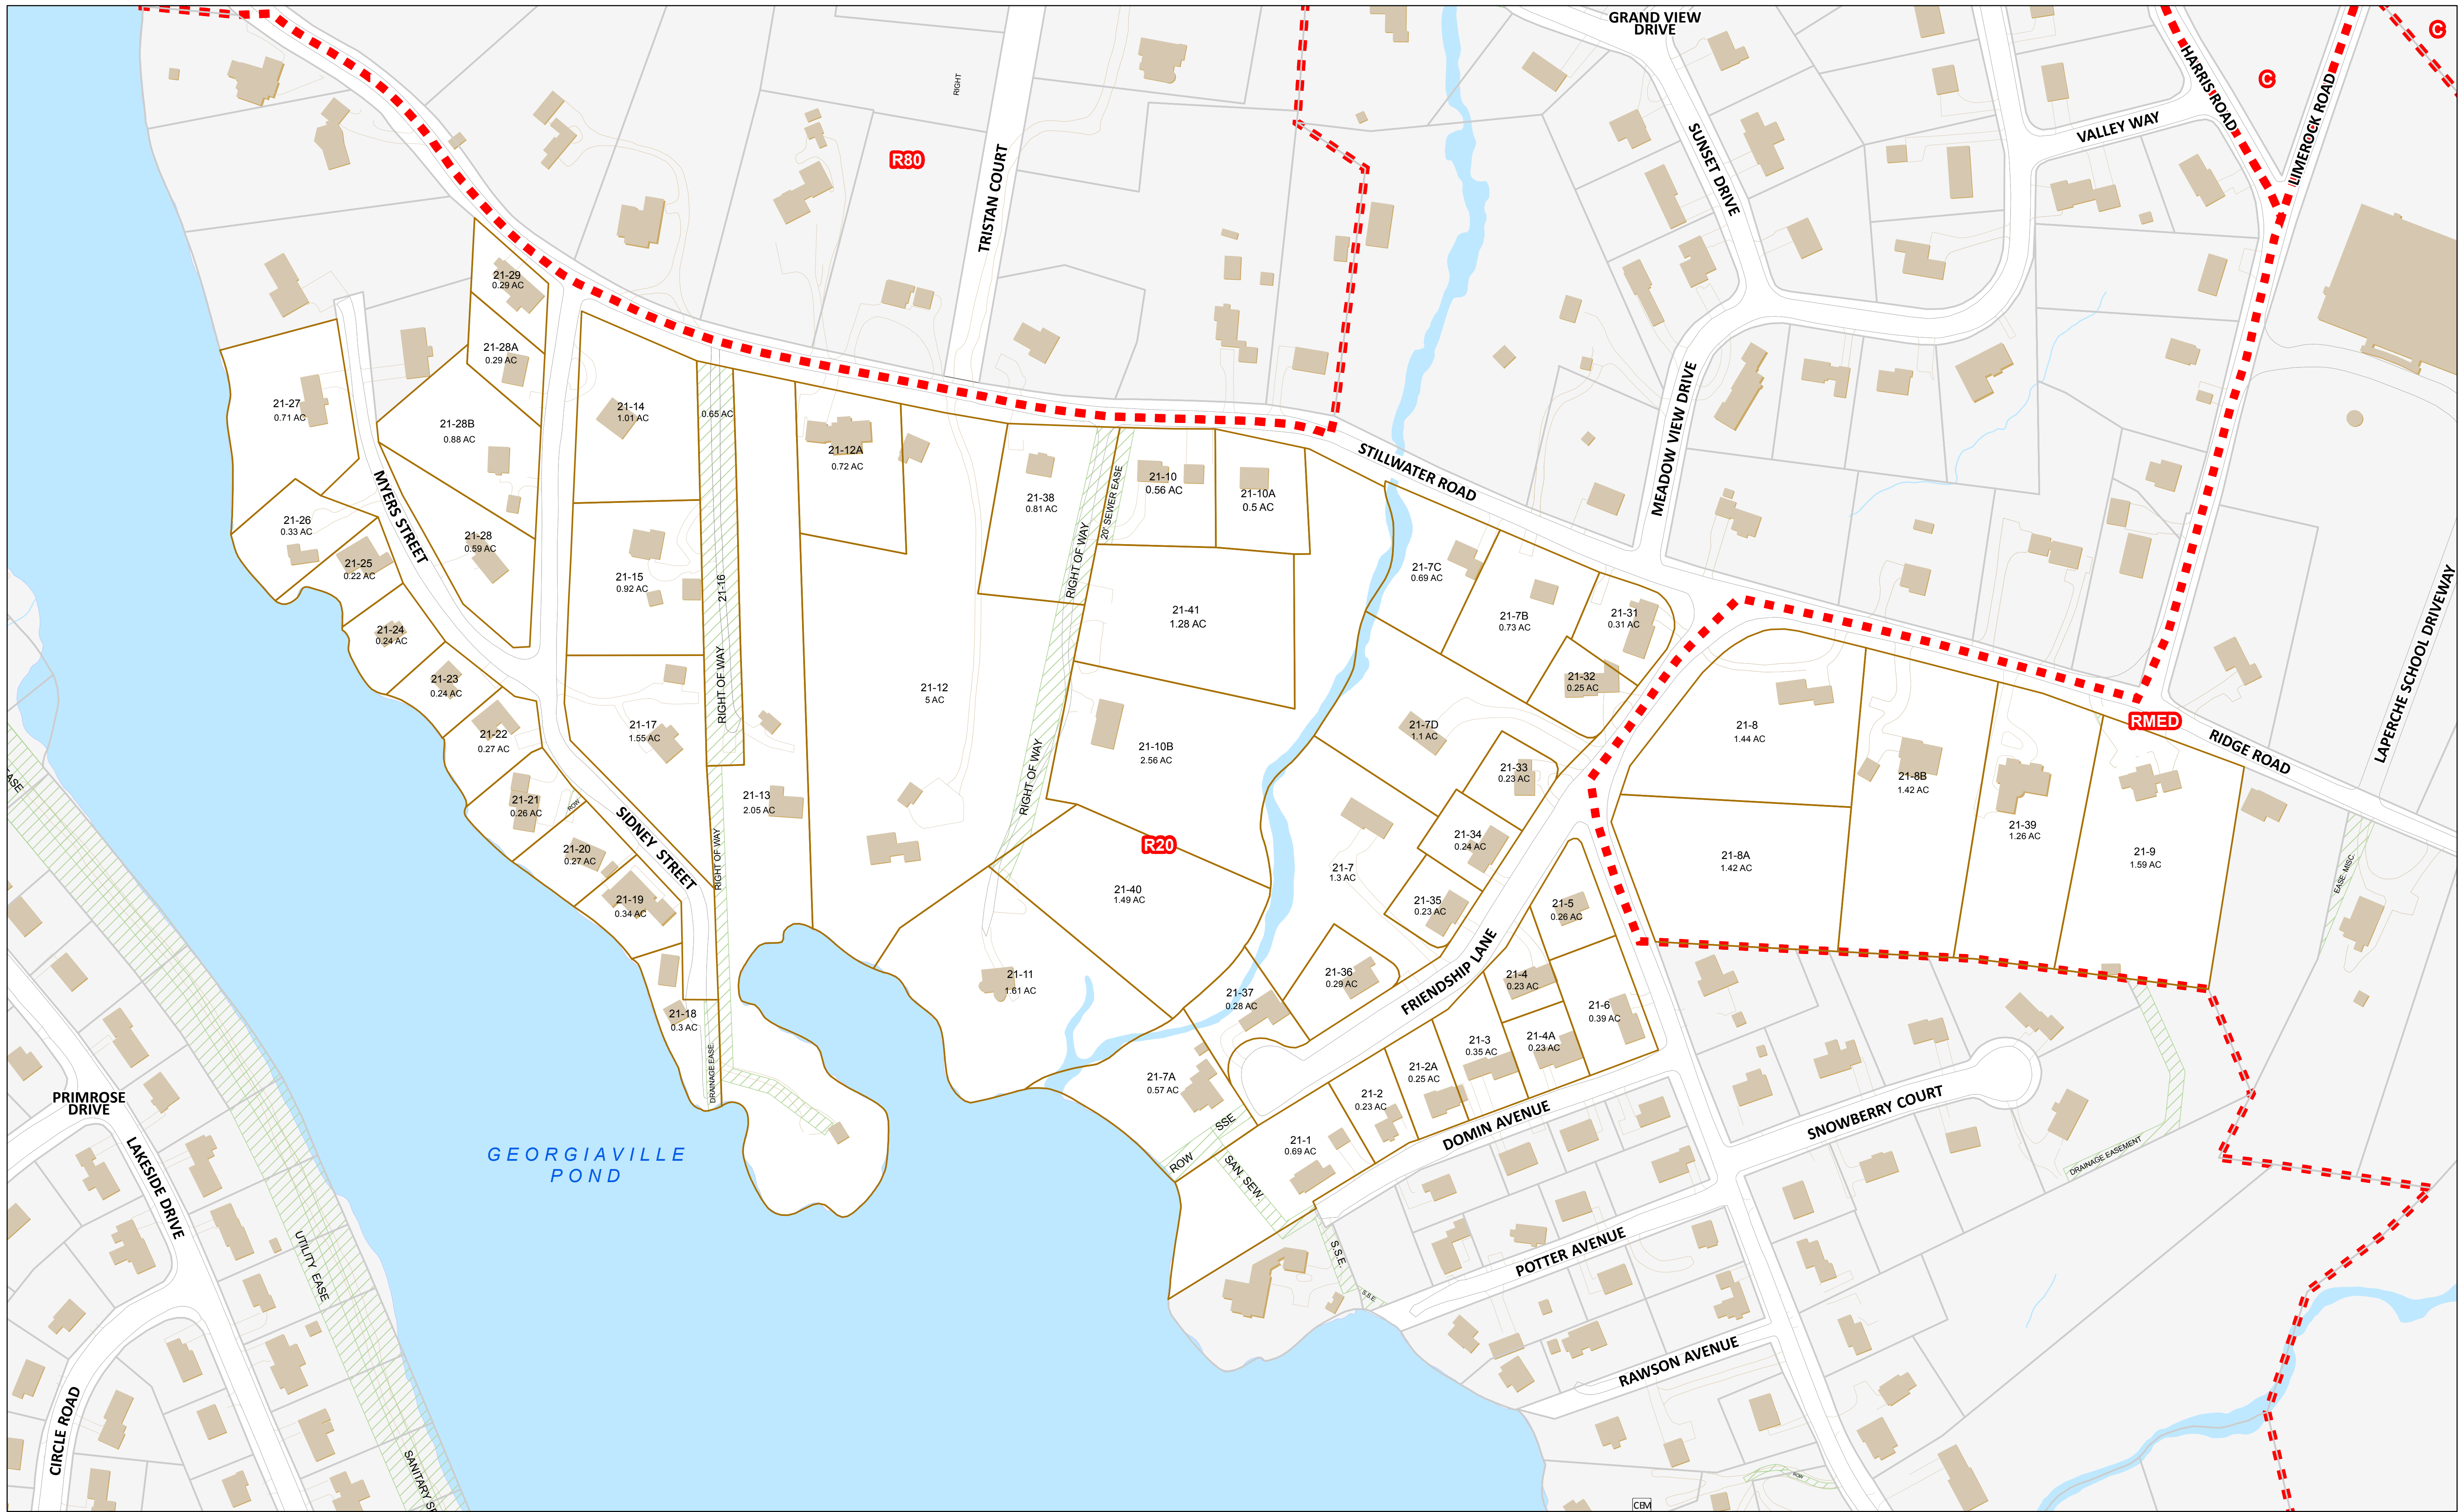 GRAND VIEW
DRIVE
C
C
HARRIS ROAD
LIMEROCK ROAD
VALLEY WAY
SUNSET DRIVE
RIGHT
R80
TRISTAN COURT
21-29
0.29 AC
21-28A
0.29 AC
21-27
0.71 AC
21-28B
0.88 AC
21-14
1.01 AC
0.65 AC
21-12A
0.72 AC
21-38
0.81 AC
20' SEWER EASE
21-10
0.56 AC
21-10A
0.5 AC
STILLWATER ROAD
MEADOW VIEW DRIVE
MYERS STREET
21-26
0.33 AC
21-25
0.22 AC
21-28
0.59 AC
21-15
0.92 AC
21-16
RIGHT OF WAY
21-41
1.28 AC
21-7C
0.69 AC
21-7B
0.73 AC
21-31
0.31 AC
LAPERCHE SCHOOL DRIVEWAY
21-24
0.24 AC
21-23
0.24 AC
21-22
0.27 AC
21-17
1.55 AC
RIGHT OF WAY
21-12
5 AC
21-32
0.25 AC
21-7D
1.1 AC
21-8
1.44 AC
RMED
RIDGE ROAD
EASE
21-21
0.26 AC
ROW
21-13
2.05 AC
RIGHT OF WAY
21-10B
2.56 AC
21-33
0.23 AC
21-8B
1.42 AC
21-39
1.26 AC
21-9
1.59 AC
21-20
0.27 AC
SIDNEY STREET
RIGHT OF WAY
R20
21-34
0.24 AC
21-7
1.3 AC
21-8A
1.42 AC
EASE. MISC.
21-19
0.34 AC
21-40
1.49 AC
21-35
0.23 AC
21-5
0.26 AC
21-11
1.61 AC
21-37
0.28 AC
21-36
0.29 AC
FRIENDSHIP LANE
21-4
0.23 AC
21-6
0.39 AC
21-18
0.3 AC
DRAINAGE EASE.
21-3
0.35 AC
21-4A
0.23 AC
21-7A
0.57 AC
21-2A
0.25 AC
21-2
0.23 AC
PRIMROSE
DRIVE
SSE
ROW
21-1
0.69 AC
DOMIN AVENUE
SNOWBERRY COURT
DRAINAGE EASEMENT
GEORGIAVILLE
POND
SAN. SEW.
LAKESIDE DRIVE
UTILITY EASE
S.S.E.
S.S.E.
POTTER AVENUE
RAWSON AVENUE
CIRCLE ROAD
SANITARY
ROW
CEM